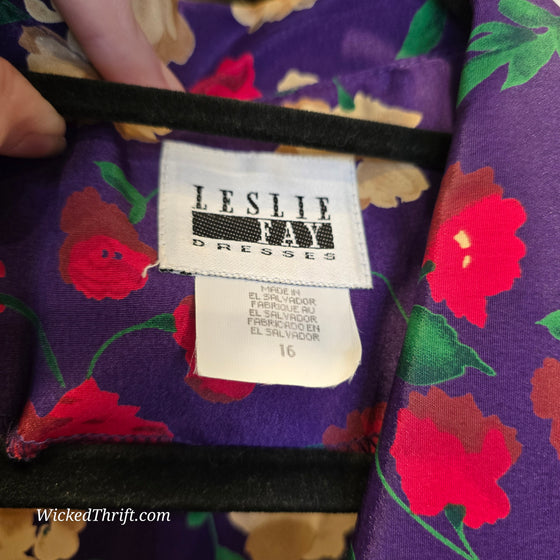 LESLIE
FAY
DRESSES
MADE IN
EL SALVADOR
FABRIQUE AU
EL SALVADOR
FABRICADO EN
EL SALVADOR
16
WickedThrift.com